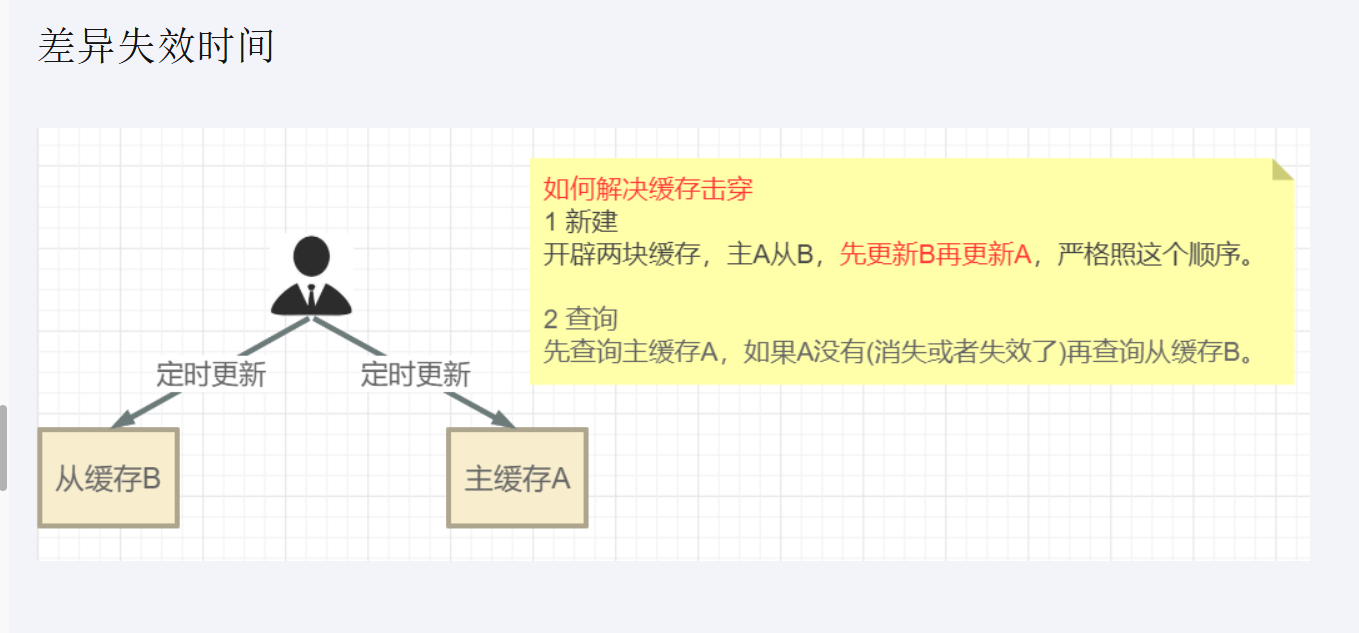 差异失效时间
如何解决缓存击穿
1 新建
开辟两块缓存，主A从B，先更新B再更新A，严格照这个顺序。
2 查询
先查询主缓存A，如果A没有(消失或者失效了)再查询从缓存B。
定时更新
定时更新
从缓存B
主缓存A